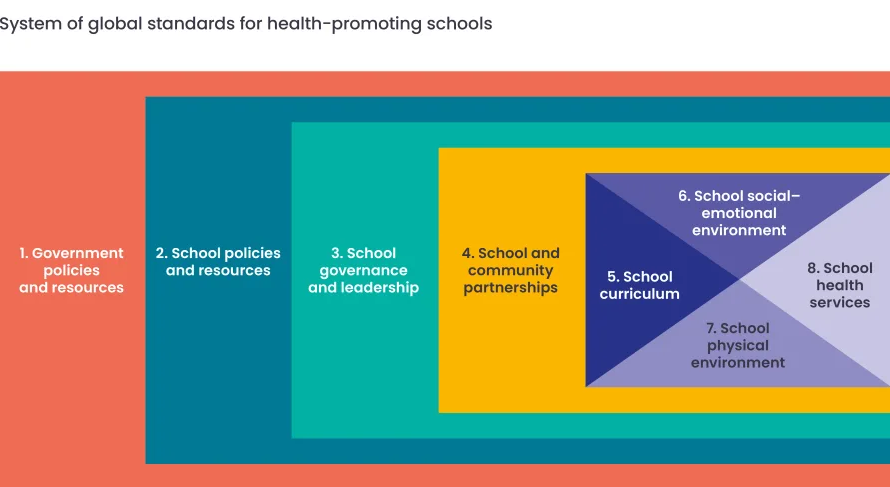 System of global standards for health-promoting schools
1. Government
policies
and resources
2. School policies
and resources
3. School
governance
and leadership
4. School and
community
partnerships
5. School
curriculum
6. School social–
emotional
environment
7. School
physical
environment
8. School
health
services